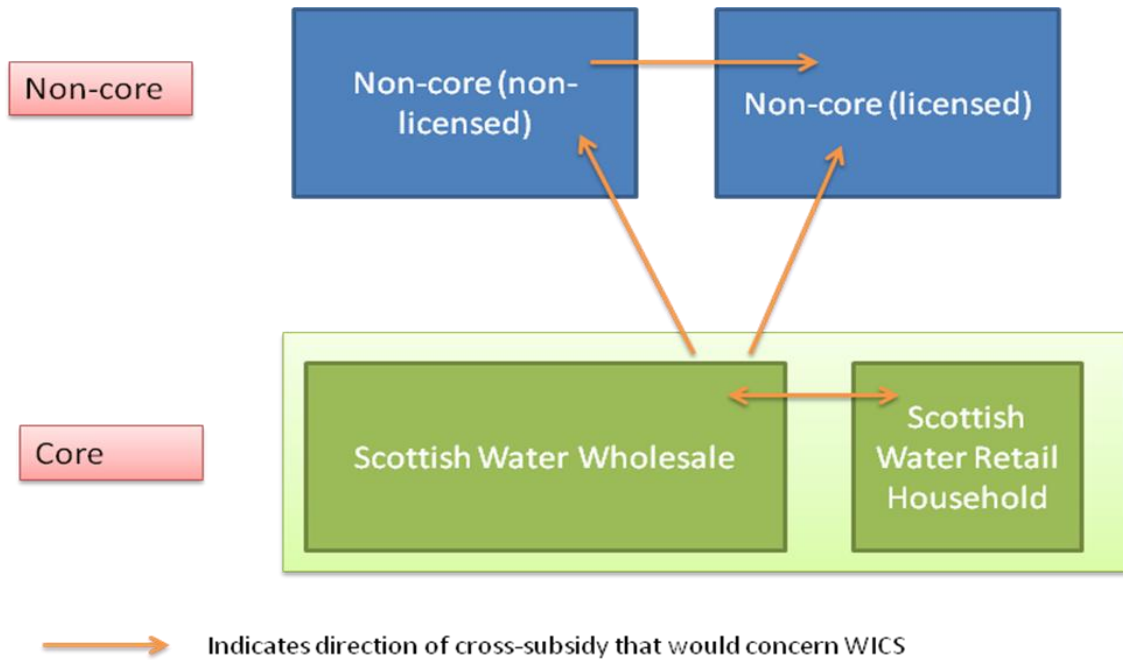 Non-core
Non-core (non-
licensed)
Non-core (licensed)
Core
Scottish Water Wholesale
Scottish
Water Retail
Household
Indicates direction of cross-subsidy that would concern WICS